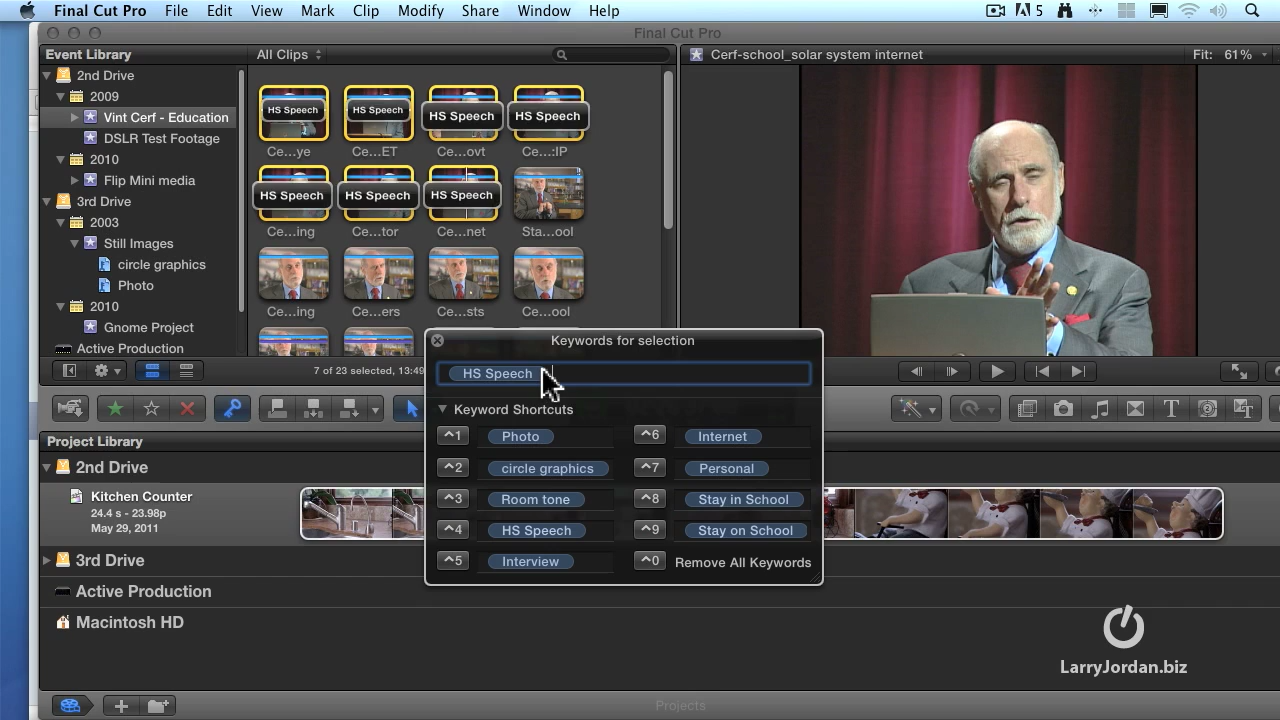 Final Cut Pro File Edit View Mark Clip Modify Share Window Help 5
Final Cut Pro
Event Library
All Clips
Cerf-school_solar system internet
Fit: 61%
2nd Drive
2009
Vint Cerf - Education
DSLR Test Footage
2010
Flip Mini media
3rd Drive
2003
Still Images
circle graphics
Photo
2010
Gnome Project
Active Production
HS Speech HS Speech HS Speech HS Speech
Ce...ye Ce...ET Ce...ovt Ce...:IP
HS Speech HS Speech HS Speech
Ce...ing Ce...tor Ce...net Sta...ool
Ce...ing Ce...ers Ce...sts Ce...ool
7 of 23 selected, 13:49
Keywords for selection
HS Speech
Keyword Shortcuts
^1 Photo ^6 Internet
^2 circle graphics ^7 Personal
^3 Room tone ^8 Stay in School
^4 HS Speech ^9 Stay on School
^5 Interview ^0 Remove All Keywords
Project Library
2nd Drive
Kitchen Counter
24.4 s - 23.98p
May 29, 2011
3rd Drive
Active Production
Macintosh HD
LarryJordan.biz
Projects